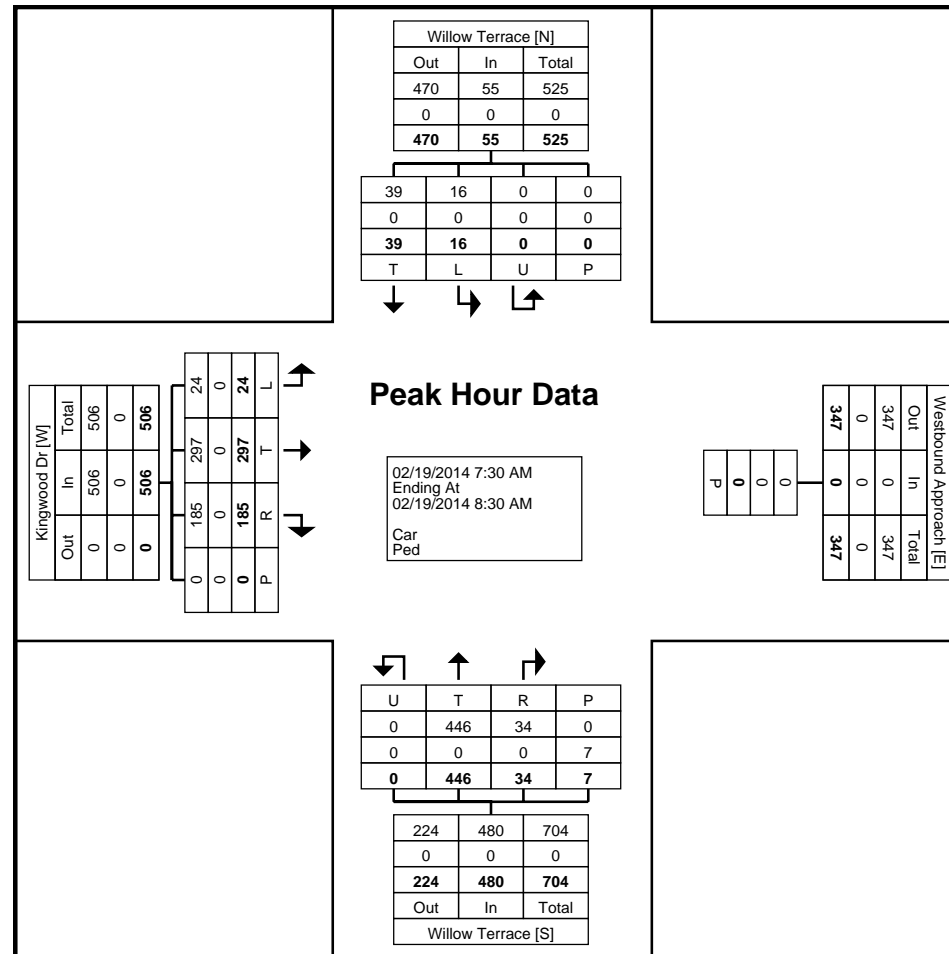 Willow Terrace [N]
Out In Total
470 55 525
0 0 0
470 55 525
39 16 0 0
0 0 0 0
39 16 0 0
T L U P
Peak Hour Data
02/19/2014 7:30 AM
Ending At
02/19/2014 8:30 AM
Car
Ped
Kingwood Dr [W]
Out In Total
0 506 506
0 0 0
0 506 506
0 185 297 24
0 0 0 0
0 185 297 24
P R T L
Westbound Approach [E]
Out In Total
347 0 347
0 0 0
347 0 347
0
0
0
P
U T R P
0 446 34 0
0 0 0 7
0 446 34 7
224 480 704
0 0 0
224 480 704
Out In Total
Willow Terrace [S]